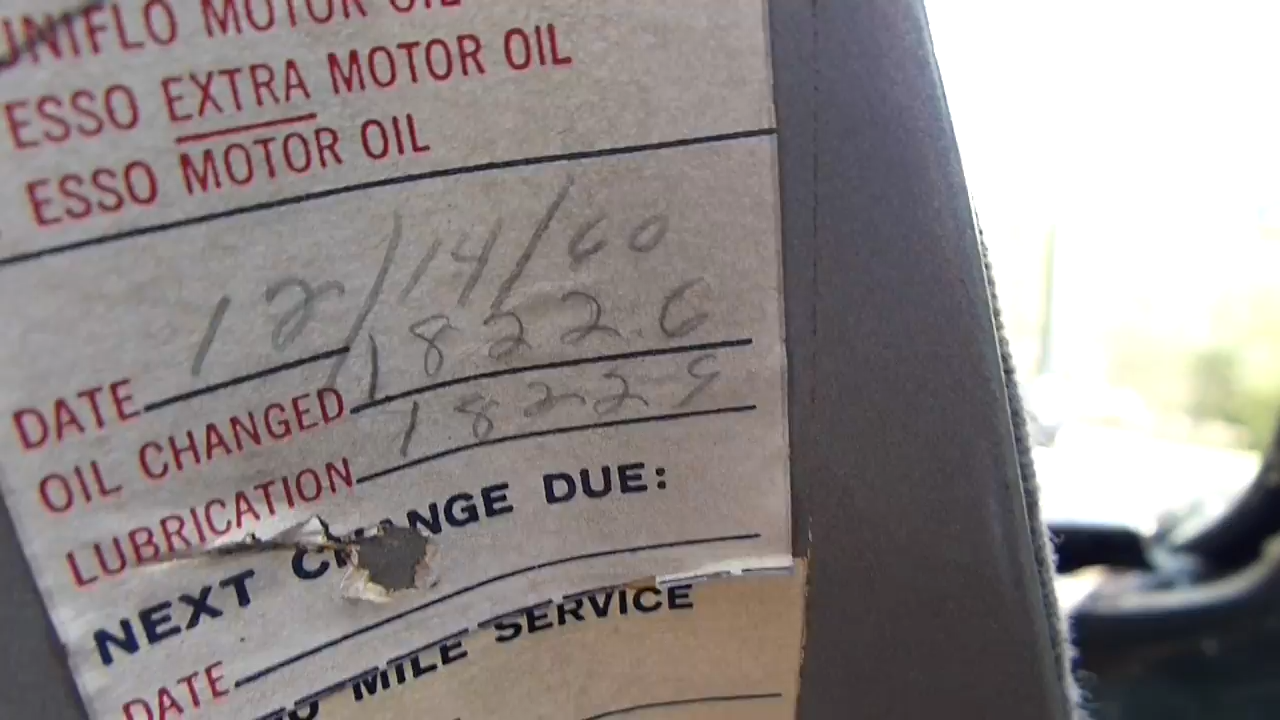 UNIFLO MOTOR OIL
ESSO EXTRA MOTOR OIL
ESSO MOTOR OIL
DATE 12/14/60
OIL CHANGED 18226
LUBRICATION 18229
NEXT CHANGE DUE:
DATE
MILE SERVICE